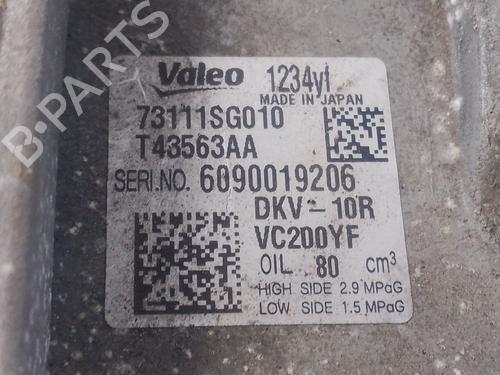 Valeo 1234yf
MADE IN JAPAN
73111SG010
T43563AA
SERI.NO. 6090019206
DKV-10R
VC200YF
OIL 80 cm³
HIGH SIDE 2.9 MPaG
LOW SIDE 1.5 MPaG